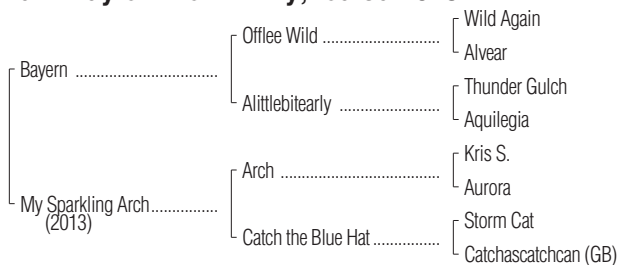 Bayern ................................
Offlee Wild ..........................
Wild Again
Alvear
Alittlebitearly ......................
Thunder Gulch
Aquilegia
My Sparkling Arch...............
(2013)
Arch ....................................
Kris S.
Aurora
Catch the Blue Hat ...............
Storm Cat
Catchascatchcan (GB)